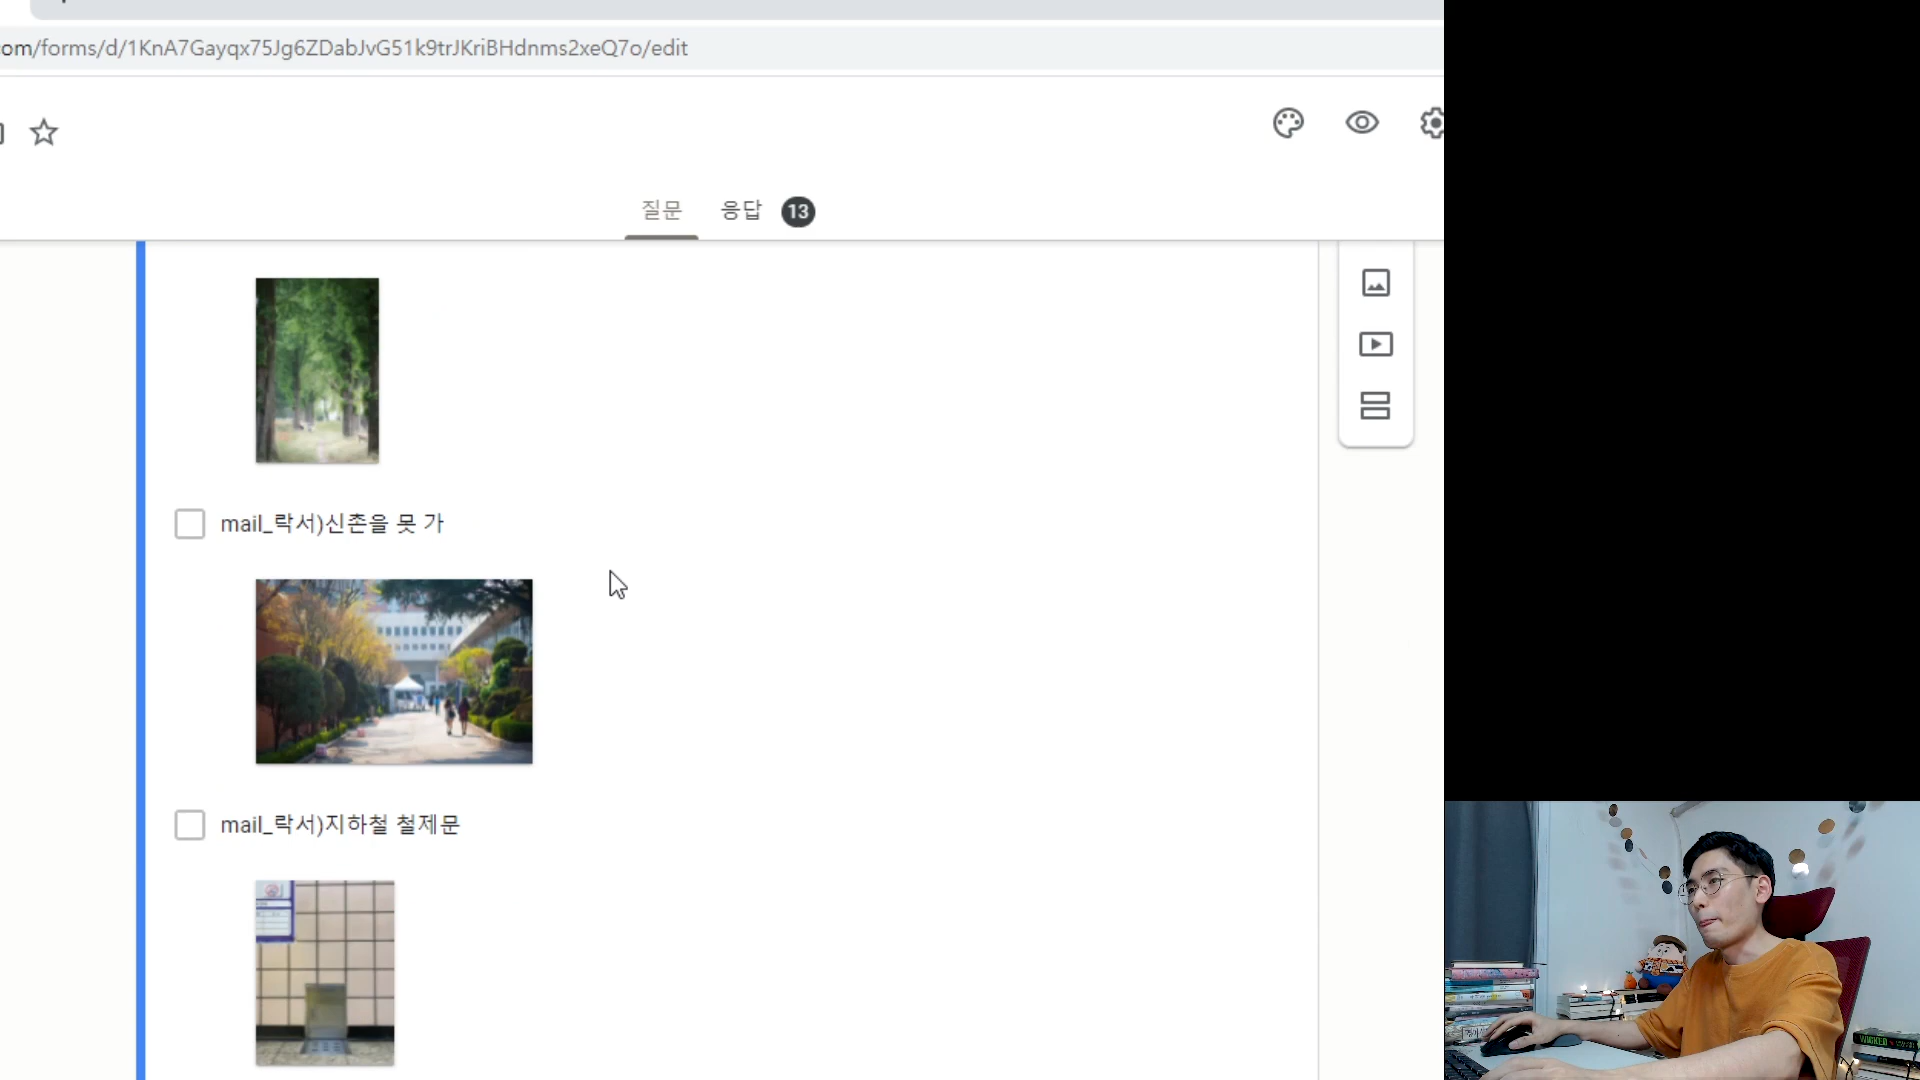 om/forms/d/1KnA7Gayqx75Jg6ZDabJvG51k9trJKriBHdnms2xeQ7o/edit
질문 응답 13
mail_락서)신촌을 못 가
mail_락서)지하철 철제문
WICKED